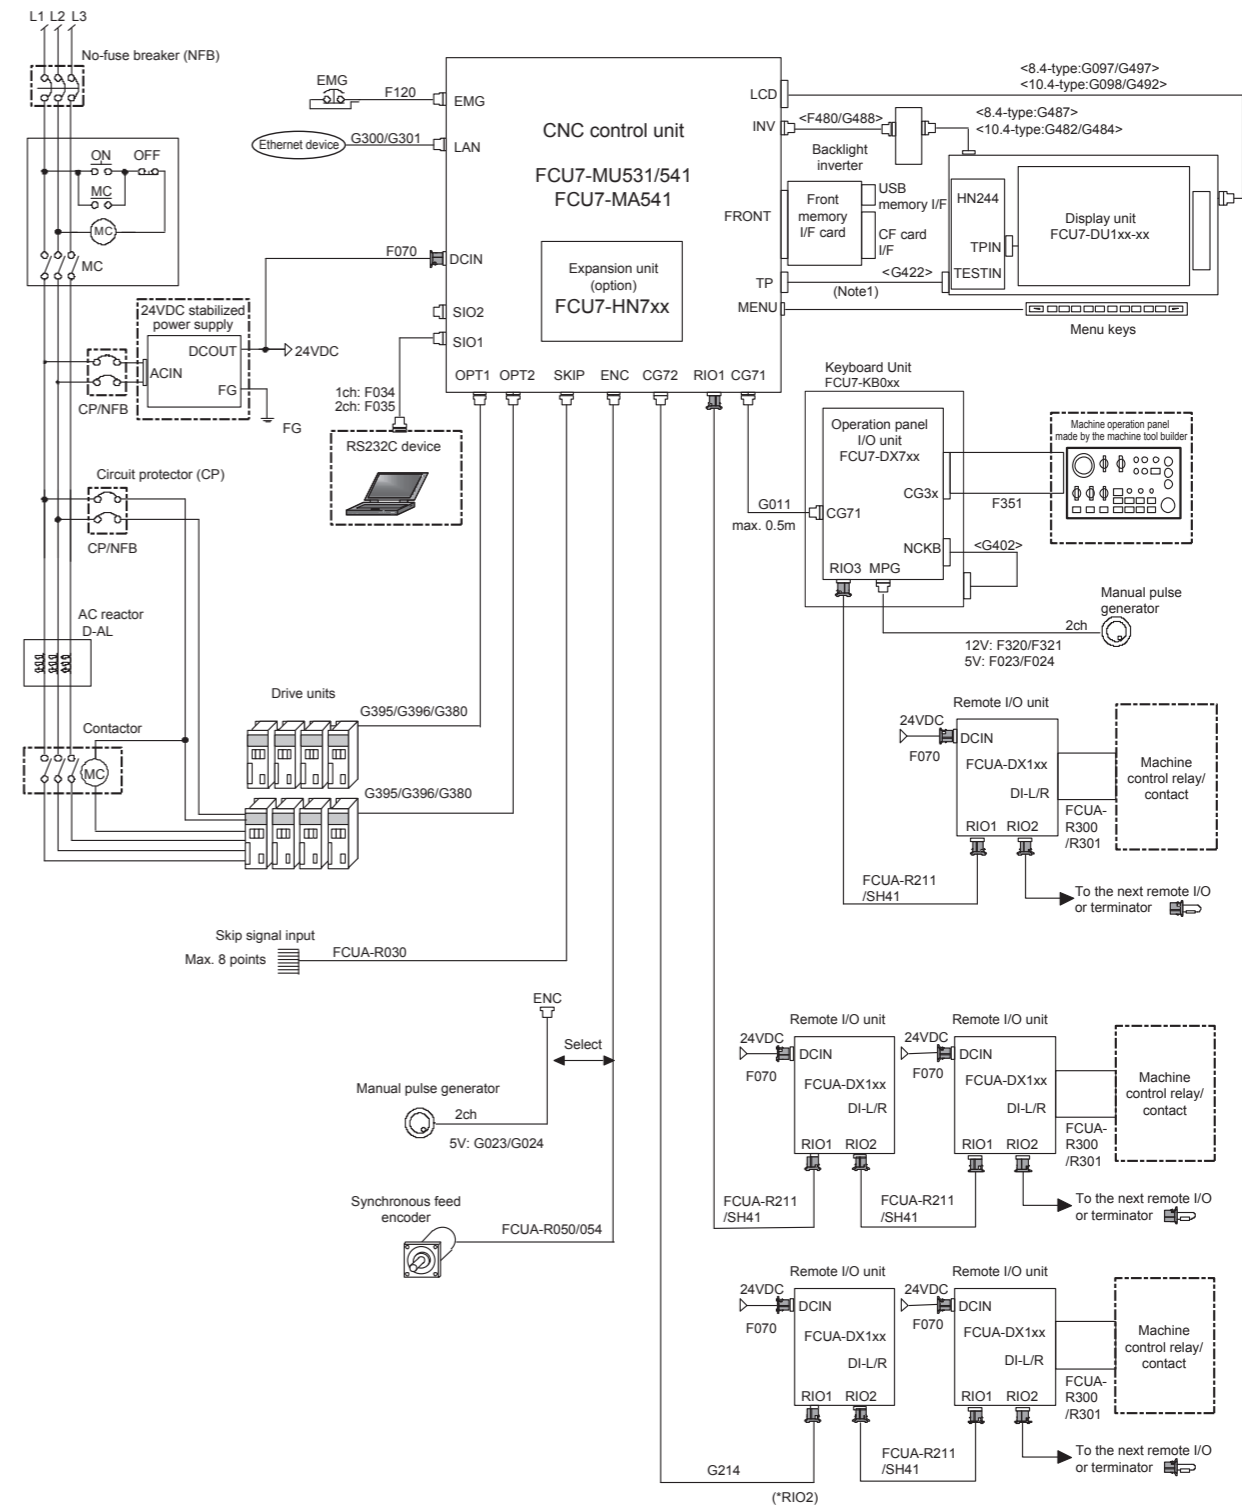 L1 L2 L3
No-fuse breaker (NFB)
ON OFF
MC
MC
MC
24VDC stabilized
power supply
DCOUT
24VDC
ACIN
FG
FG
CP/NFB
Circuit protector (CP)
CP/NFB
AC reactor
D-AL
Contactor
MC
Drive units
G395/G396/G380
G395/G396/G380
EMG
F120
EMG
Ethernet device
G300/G301
LAN
F070
DCIN
SIO2
SIO1
1ch: F034
2ch: F035
RS232C device
CNC control unit
FCU7-MU531/541
FCU7-MA541
Expansion unit
(option)
FCU7-HN7xx
OPT1 OPT2 SKIP ENC CG72 RIO1 CG71
LCD
INV
FRONT
TP
MENU
<8.4-type:G097/G497>
<10.4-type:G098/G492>
<F480/G488>
Backlight
inverter
<8.4-type:G487>
<10.4-type:G482/G484>
Front
memory
I/F card
USB
memory I/F
CF card
I/F
<G422>
(Note1)
HN244
TPIN
TESTIN
Display unit
FCU7-DU1xx-xx
Menu keys
Keyboard Unit
FCU7-KB0xx
Operation panel
I/O unit
FCU7-DX7xx
CG3x
CG71
NCKB
RIO3 MPG
G011
max. 0.5m
F351
<G402>
Machine operation panel
made by the machine tool builder
Manual pulse
generator
2ch
12V: F320/F321
5V: F023/F024
Remote I/O unit
24VDC
F070
DCIN
FCUA-DX1xx
DI-L/R
RIO1 RIO2
FCUA-
R300
/R301
Machine
control relay/
contact
FCUA-R211
/SH41
To the next remote I/O
or terminator
Skip signal input
Max. 8 points
FCUA-R030
ENC
Select
Manual pulse generator
2ch
5V: G023/G024
Synchronous feed
encoder
FCUA-R050/054
Remote I/O unit
24VDC
F070
DCIN
FCUA-DX1xx
DI-L/R
RIO1 RIO2
Remote I/O unit
24VDC
F070
DCIN
FCUA-DX1xx
DI-L/R
RIO1 RIO2
FCUA-
R300
/R301
Machine
control relay/
contact
FCUA-R211
/SH41
FCUA-R211
/SH41
To the next remote I/O
or terminator
Remote I/O unit
24VDC
F070
DCIN
FCUA-DX1xx
DI-L/R
RIO1 RIO2
Remote I/O unit
24VDC
F070
DCIN
FCUA-DX1xx
DI-L/R
RIO1 RIO2
FCUA-
R300
/R301
Machine
control relay/
contact
G214
(*RIO2)
FCUA-R211
/SH41
To the next remote I/O
or terminator